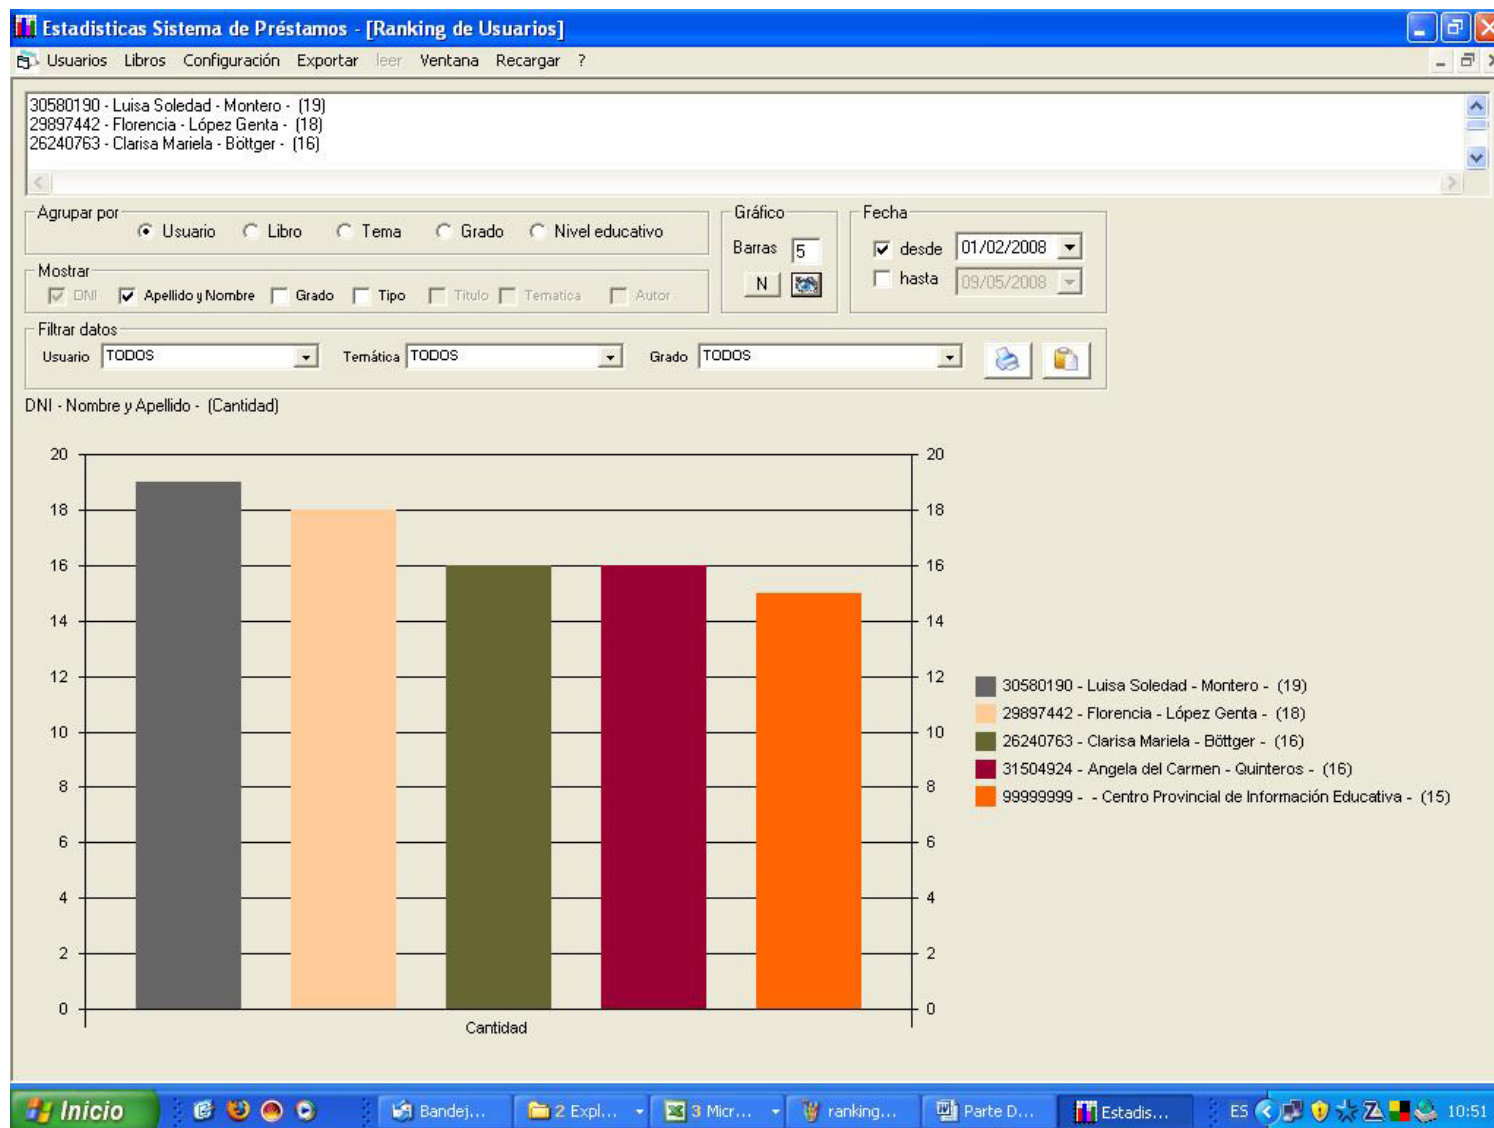 Estadisticas Sistema de Préstamos - [Ranking de Usuarios]
Usuarios Libros Configuración Exportar leer Ventana Recargar ?
30580190 - Luisa Soledad - Montero - (19)
29897442 - Florencia - López Genta - (18)
26240763 - Clarisa Mariela - Böttger - (16)
Agrupar por
Usuario Libro Tema Grado Nivel educativo
Mostrar
DNI Apellido y Nombre Grado Tipo Titulo Tematica Autor
Gráfico
Barras 5
N
Fecha
desde 01/02/2008
hasta 09/05/2008
Filtrar datos
Usuario TODOS Temática TODOS Grado TODOS
DNI - Nombre y Apellido - (Cantidad)
20 20
18 18
16 16
14 14
12 12
10 10
8 8
6 6
4 4
2 2
0 0
Cantidad
30580190 - Luisa Soledad - Montero - (19)
29897442 - Florencia - López Genta - (18)
26240763 - Clarisa Mariela - Böttger - (16)
31504924 - Angela del Carmen - Quinteros - (16)
99999999 - - Centro Provincial de Información Educativa - (15)
Inicio Bandej... 2 Expl... 3 Micr... ranking... Parte D... Estadis... ES 10:51